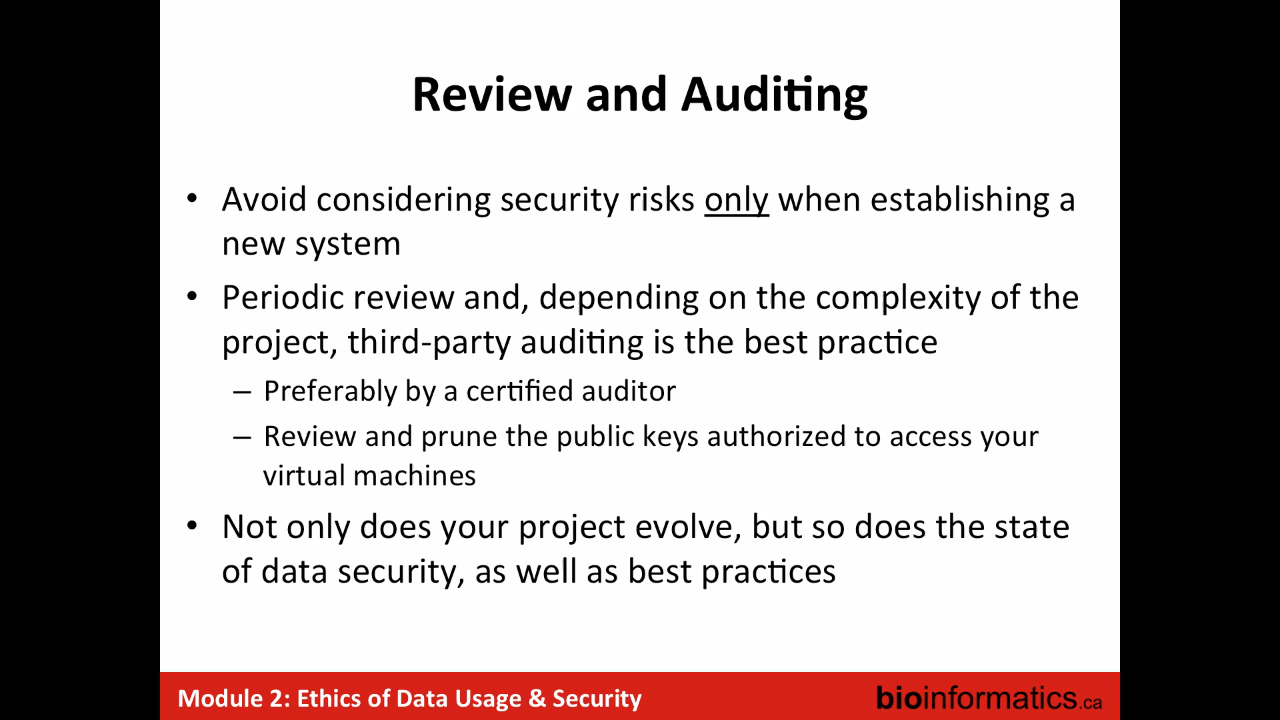 Review and Auditing
• Avoid considering security risks only when establishing a
new system
• Periodic review and, depending on the complexity of the
project, third-party auditing is the best practice
– Preferably by a certified auditor
– Review and prune the public keys authorized to access your
virtual machines
• Not only does your project evolve, but so does the state
of data security, as well as best practices
Module 2: Ethics of Data Usage & Security
bioinformatics.ca